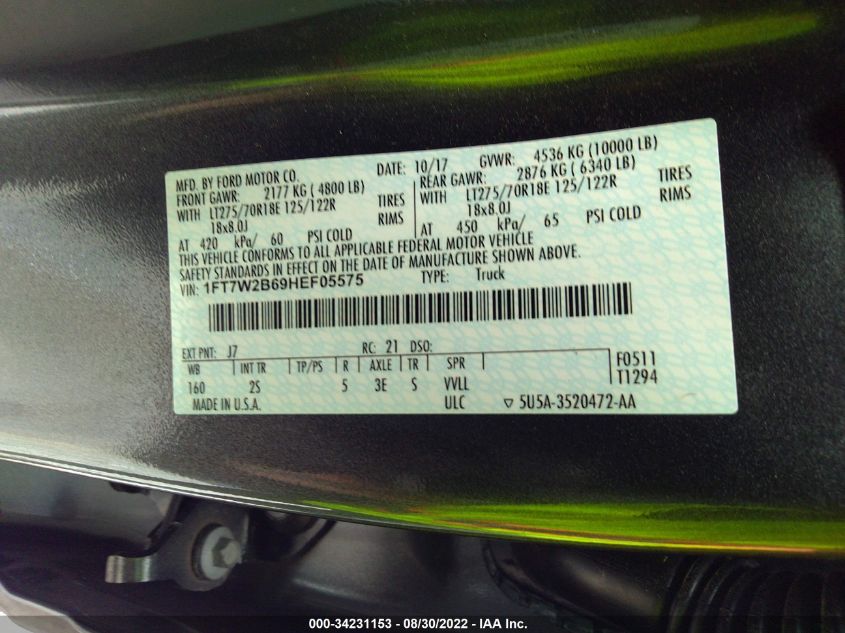 MFD. BY FORD MOTOR CO. DATE: 10/17 GVWR: 4536 KG (10000 LB)
FRONT GAWR: 2177 KG ( 4800 LB) REAR GAWR: 2876 KG ( 6340 LB)
WITH LT275/70R18E 125/122R TIRES WITH LT275/70R18E 125/122R TIRES
18x8.0J RIMS 18x8.0J RIMS
AT 420 kPa/ 60 PSI COLD AT 450 kPa/ 65 PSI COLD
THIS VEHICLE CONFORMS TO ALL APPLICABLE FEDERAL MOTOR VEHICLE
SAFETY STANDARDS IN EFFECT ON THE DATE OF MANUFACTURE SHOWN ABOVE.
VIN: 1FT7W2B69HEF05575 TYPE: Truck
EXT PNT: J7 RC: 21 DSO:
WB INT TR TP/PS R AXLE TR SPR F0511
160 2S 5 3E S VVLL T1294
MADE IN U.S.A. ULC ▽ 5U5A-3520472-AA
000-34231153 - 08/30/2022 - IAA Inc.